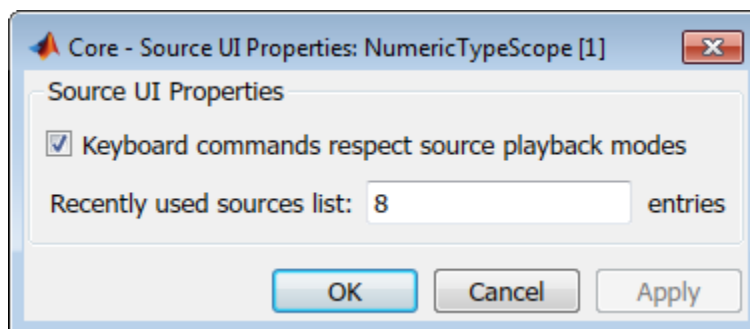 Core - Source UI Properties: NumericTypeScope [1]
Source UI Properties
Keyboard commands respect source playback modes
Recently used sources list: 8 entries
OK Cancel Apply